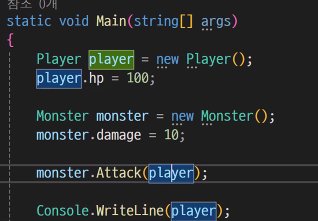 참조 0개
static void Main(string[] args)
{
Player player = new Player();
player.hp = 100;
Monster monster = new Monster();
monster.damage = 10;
monster.Attack(player);
Console.WriteLine(player);